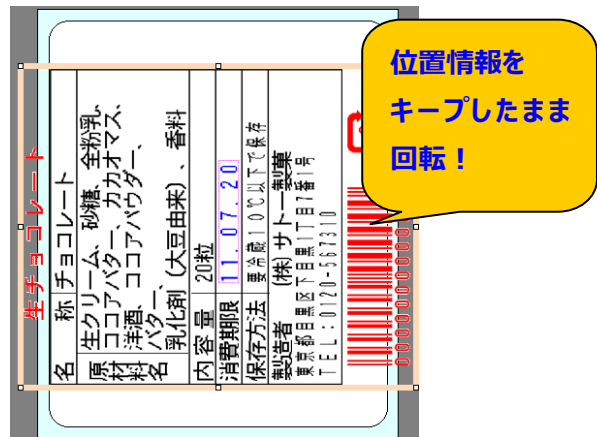 位置情報を
キープしたまま
回転！
生チョコレート
名 称 チョコレート
原材料名 生クリーム、砂糖、全粉乳、
ココアバター、カカオマス、
洋酒、ココアパウダー、
バター、
乳化剤（大豆由来）、香料
内容量 20粒
消費期限 11.07.20
保存方法 要冷蔵10℃以下で保存
製造者 (株)サトー製菓
東京都目黒区下目黒1丁目7番1号
TEL:0120-567310
0000000000000